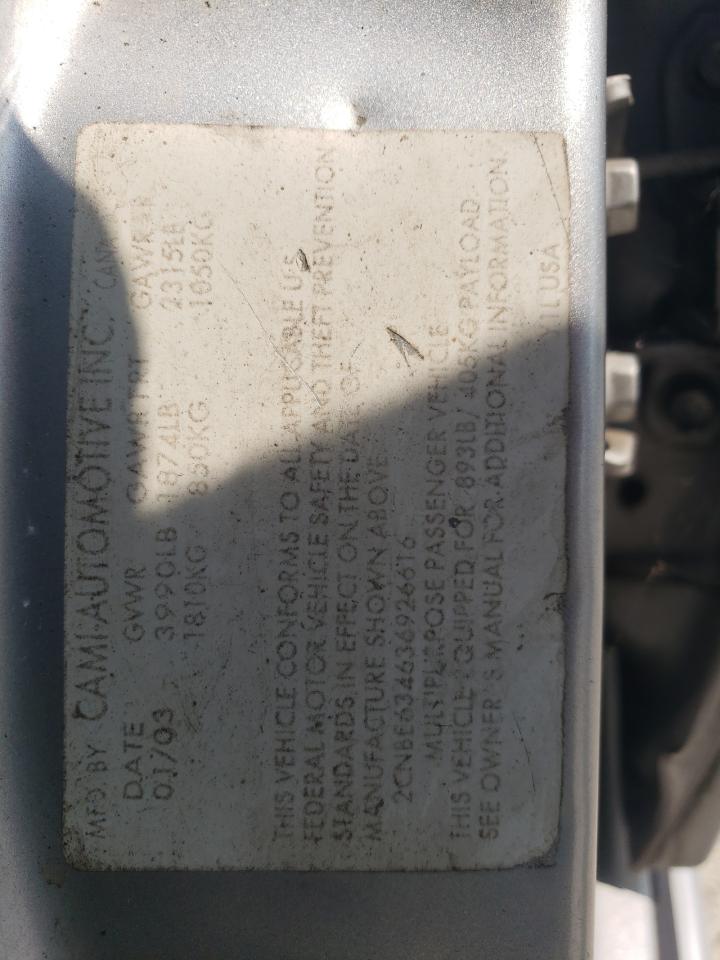 MFD BY CAMI AUTOMOTIVE INC.
DATE GVWR GAWR FRT GAWR RR
01/03 3990LB 1874LB 2315LB
1810KG 850KG 1050KG
THIS VEHICLE CONFORMS TO ALL APPLICABLE U.S.
FEDERAL MOTOR VEHICLE SAFETY AND THEFT PREVENTION
STANDARDS IN EFFECT ON THE DATE OF
MANUFACTURE SHOWN ABOVE.
2CNBE634636926616
MULTIPURPOSE PASSENGER VEHICLE
THIS VEHICLE EQUIPPED FOR 893LB/ 405KG PAYLOAD
SEE OWNER'S MANUAL FOR ADDITIONAL INFORMATION.
USA